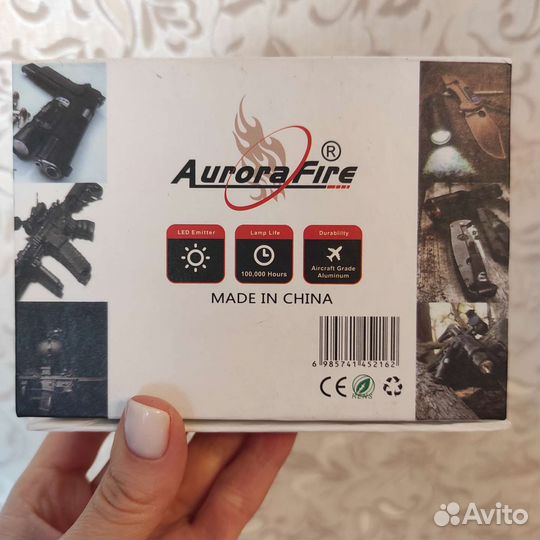 AuroraFire ®
LED Emitter
Lamp Life
100,000 Hours
Durability
Aircraft Grade
Aluminum
MADE IN CHINA
6 985741 452162
CE
Avito